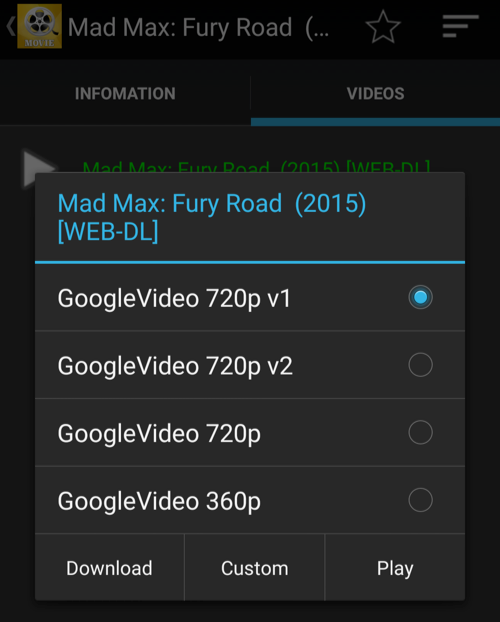 MOVIE
Mad Max: Fury Road (...
INFOMATION
VIDEOS
Mad Max: Fury Road (2015) [WEB-DL]
Mad Max: Fury Road (2015)
[WEB-DL]
GoogleVideo 720p v1
GoogleVideo 720p v2
GoogleVideo 720p
GoogleVideo 360p
Download
Custom
Play